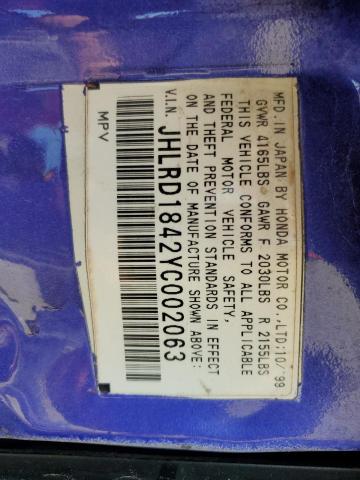 MFD.IN JAPAN BY HONDA MOTOR CO.,LTD:10/'99
GVWR 4165LBS GAWR F 2030LBS R 2155LBS
THIS VEHICLE CONFORMS TO ALL APPLICABLE
FEDERAL MOTOR VEHICLE SAFETY,
AND THEFT PREVENTION STANDARDS IN EFFECT
ON THE DATE OF MANUFACTURE SHOWN ABOVE:
V.I.N. JHLRD1842YC002063
MPV